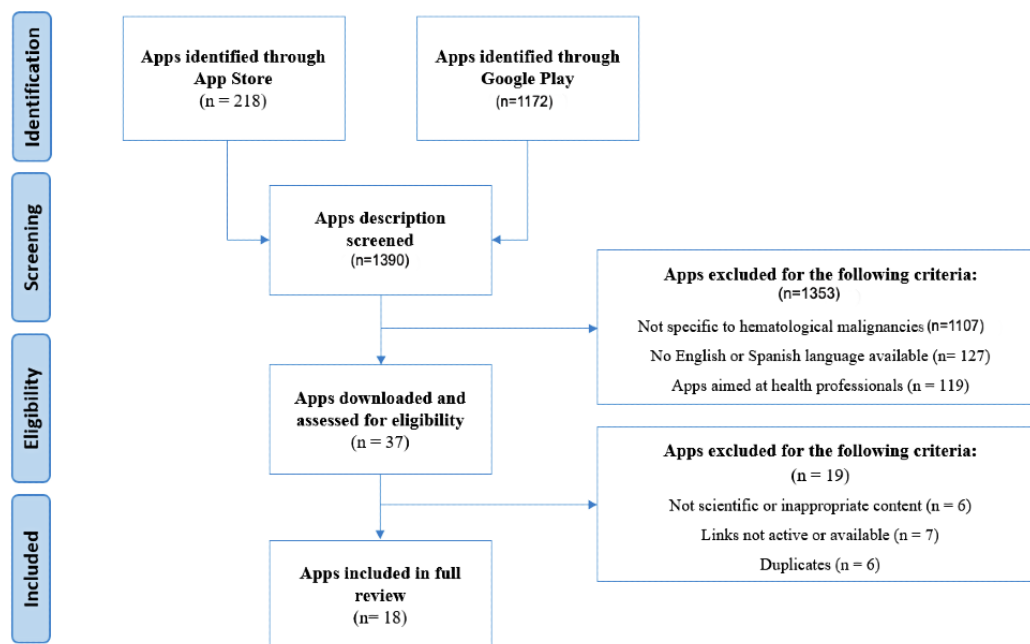 Identification
Apps identified through
App Store
(n = 218)
Apps identified through
Google Play
(n=1172)
Screening
Apps description
screened
(n=1390)
Apps excluded for the following criteria:
(n=1353)
Not specific to hematological malignancies (n=1107)
No English or Spanish language available (n= 127)
Apps aimed at health professionals (n = 119)
Eligibility
Apps downloaded and
assessed for eligibility
(n = 37)
Apps excluded for the following criteria:
(n = 19)
Not scientific or inappropriate content (n = 6)
Links not active or available (n = 7)
Duplicates (n = 6)
Included
Apps included in full
review
(n= 18)